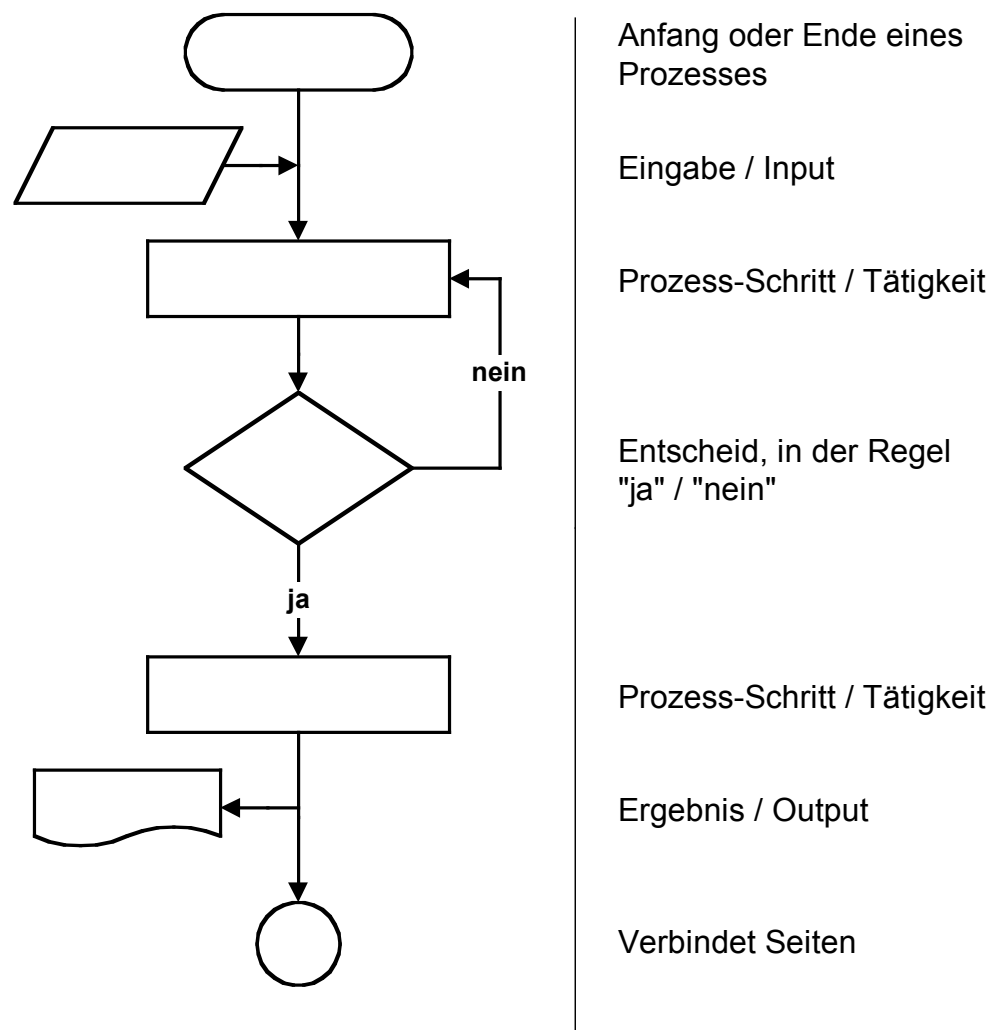 Anfang oder Ende eines
Prozesses
Eingabe / Input
Prozess-Schritt / Tätigkeit
nein
Entscheid, in der Regel
"ja" / "nein"
ja
Prozess-Schritt / Tätigkeit
Ergebnis / Output
Verbindet Seiten